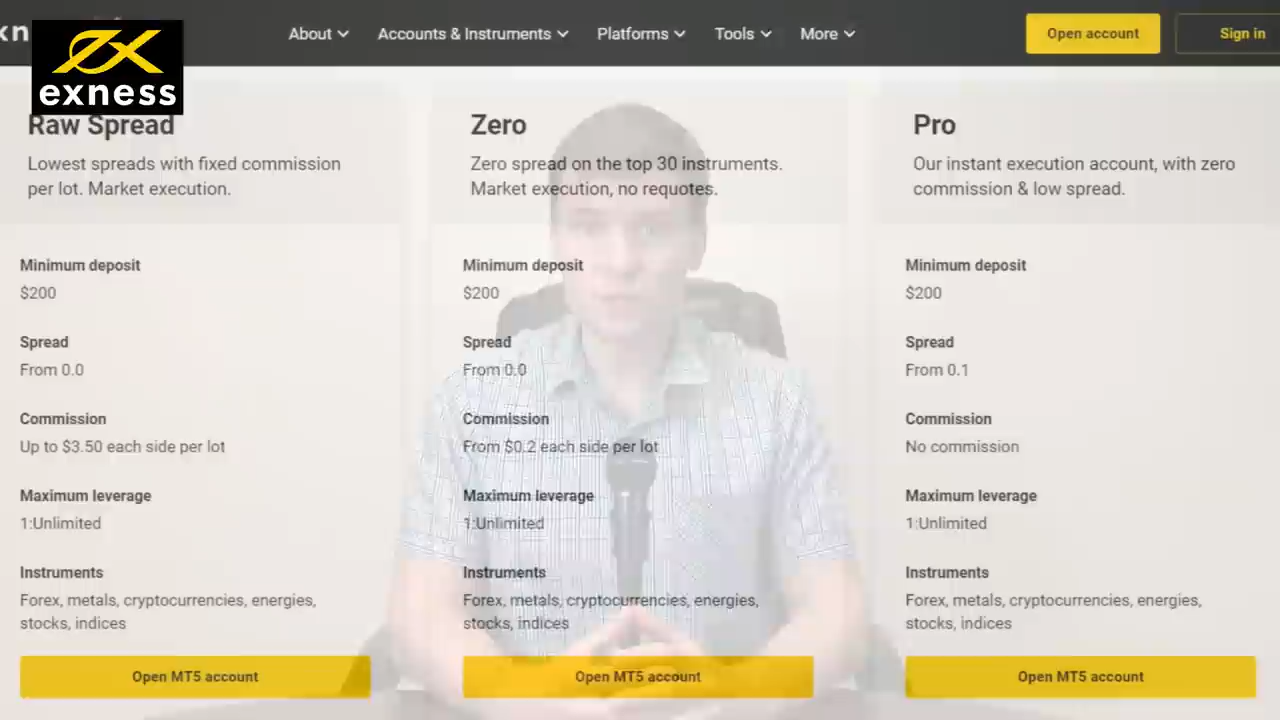 xn
About
Accounts & Instruments
Platforms
Tools
More
Open account
Sign in
exness
Raw Spread
Lowest spreads with fixed commission
per lot. Market execution.
Minimum deposit
$200
Spread
From 0.0
Commission
Up to $3.50 each side per lot
Maximum leverage
1:Unlimited
Instruments
Forex, metals, cryptocurrencies, energies,
stocks, indices
Open MT5 account
Zero
Zero spread on the top 30 instruments.
Market execution, no requotes.
Minimum deposit
$200
Spread
From 0.0
Commission
From $0.2 each side per lot
Maximum leverage
1:Unlimited
Instruments
Forex, metals, cryptocurrencies, energies,
stocks, indices
Open MT5 account
Pro
Our instant execution account, with zero
commission & low spread.
Minimum deposit
$200
Spread
From 0.1
Commission
No commission
Maximum leverage
1:Unlimited
Instruments
Forex, metals, cryptocurrencies, energies,
stocks, indices
Open MT5 account